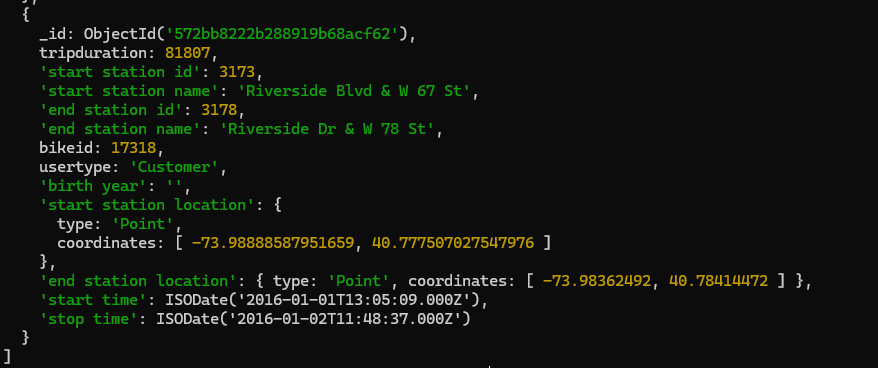 {
_id: ObjectId('572bb8222b288919b68acf62'),
tripduration: 81807,
'start station id': 3173,
'start station name': 'Riverside Blvd & W 67 St',
'end station id': 3178,
'end station name': 'Riverside Dr & W 78 St',
bikeid: 17318,
usertype: 'Customer',
'birth year': '',
'start station location': {
type: 'Point',
coordinates: [ -73.98888587951659, 40.777507027547976 ]
},
'end station location': { type: 'Point', coordinates: [ -73.98362492, 40.78414472 ] },
'start time': ISODate('2016-01-01T13:05:09.000Z'),
'stop time': ISODate('2016-01-02T11:48:37.000Z')
}
]